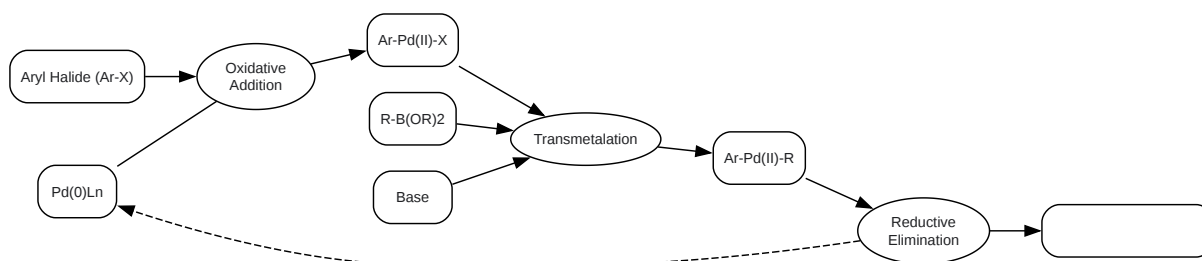 Aryl Halide (Ar-X)
Oxidative
Addition
Ar-Pd(II)-X
Pd(0)Ln
R-B(OR)2
Base
Transmetalation
Ar-Pd(II)-R
Reductive
Elimination